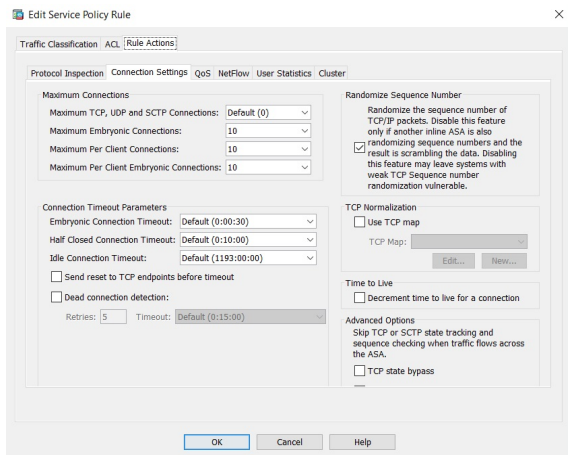 Edit Service Policy Rule
Traffic Classification ACL Rule Actions
Protocol Inspection Connection Settings QoS NetFlow User Statistics Cluster
Maximum Connections
Maximum TCP, UDP and SCTP Connections: Default (0)
Maximum Embryonic Connections: 10
Maximum Per Client Connections: 10
Maximum Per Client Embryonic Connections: 10
Connection Timeout Parameters
Embryonic Connection Timeout: Default (0:00:30)
Half Closed Connection Timeout: Default (0:10:00)
Idle Connection Timeout: Default (1193:00:00)
Send reset to TCP endpoints before timeout
Dead connection detection:
Retries: 5 Timeout: Default (0:15:00)
Randomize Sequence Number
Randomize the sequence number of
TCP/IP packets. Disable this feature
only if another inline ASA is also
randomizing sequence numbers and the
result is scrambling the data. Disabling
this feature may leave systems with
weak TCP Sequence number
randomization vulnerable.
TCP Normalization
Use TCP map
TCP Map:
Edit... New...
Time to Live
Decrement time to live for a connection
Advanced Options
Skip TCP or SCTP state tracking and
sequence checking when traffic flows across
the ASA.
TCP state bypass
OK Cancel Help